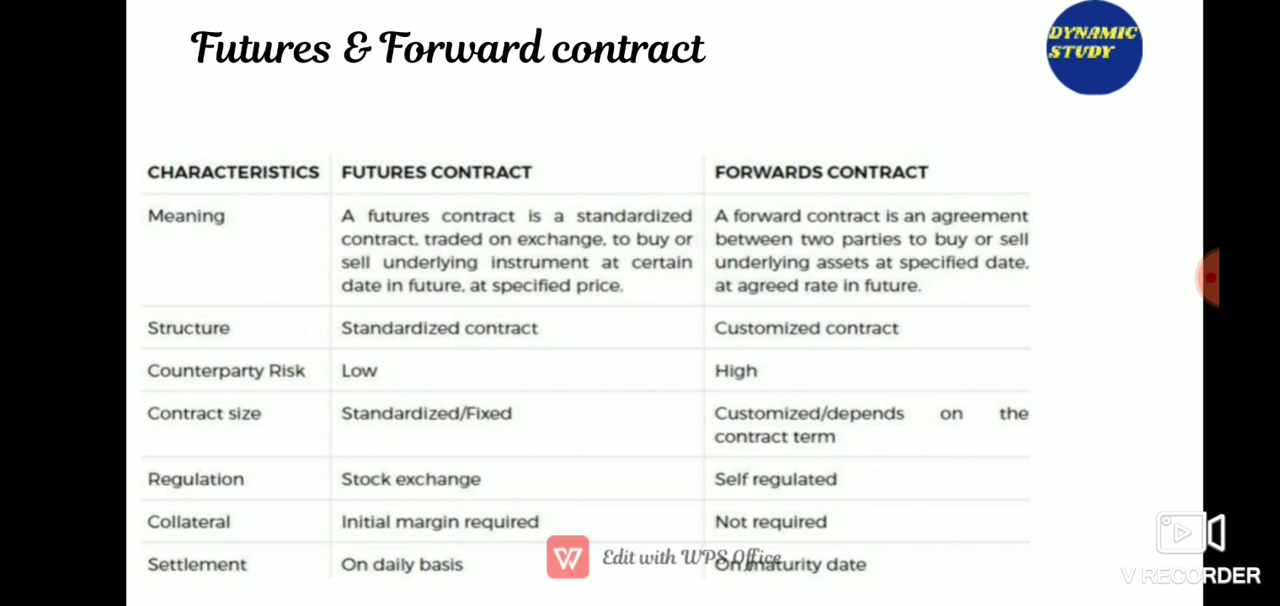 Futures & Forward contract
DYNAMIC
STUDY
CHARACTERISTICS FUTURES CONTRACT FORWARDS CONTRACT
Meaning A futures contract is a standardized A forward contract is an agreement
contract, traded on exchange, to buy or between two parties to buy or sell
sell underlying instrument at certain underlying assets at specified date,
date in future, at specified price. at agreed rate in future.
Structure Standardized contract Customized contract
Counterparty Risk Low High
Contract size Standardized/Fixed Customized/depends on the
contract term
Regulation Stock exchange Self regulated
Collateral Initial margin required Not required
Settlement On daily basis On maturity date
Edit with WPS Office
V RECORDER